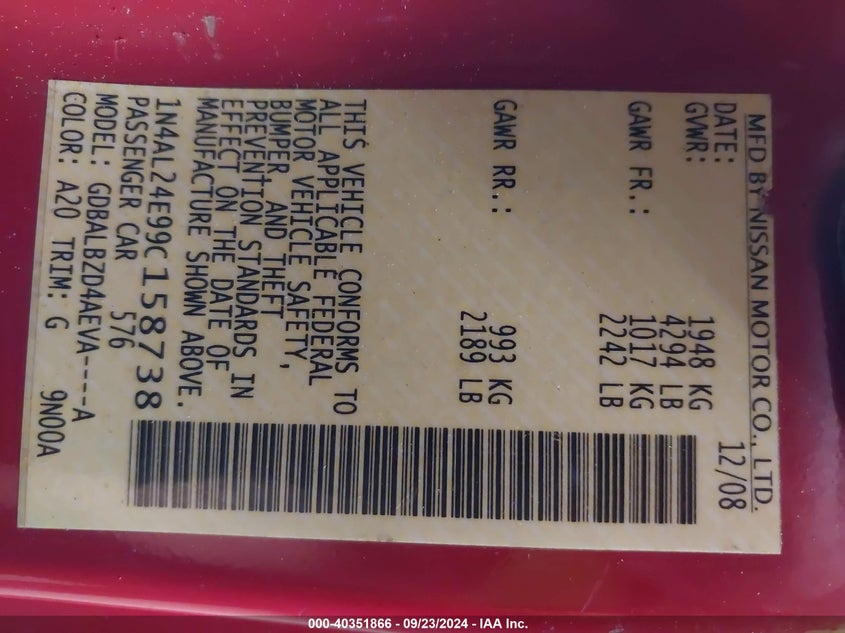 MFD BY NISSAN MOTOR CO., LTD.
DATE: 12/08
GVWR: 1948 KG
4294 LB
GAWR FR.: 1017 KG
2242 LB
GAWR RR.: 993 KG
2189 LB
THIS VEHICLE CONFORMS TO
ALL APPLICABLE FEDERAL
MOTOR VEHICLE SAFETY,
BUMPER, AND THEFT
PREVENTION STANDARDS IN
EFFECT ON THE DATE OF
MANUFACTURE SHOWN ABOVE.
1N4AL24E99C158738
PASSENGER CAR 576
MODEL: GDBALBZD4AEVA----A
COLOR: A20 TRIM: G 9N00A
000-40351866 - 09/23/2024 - IAA Inc.